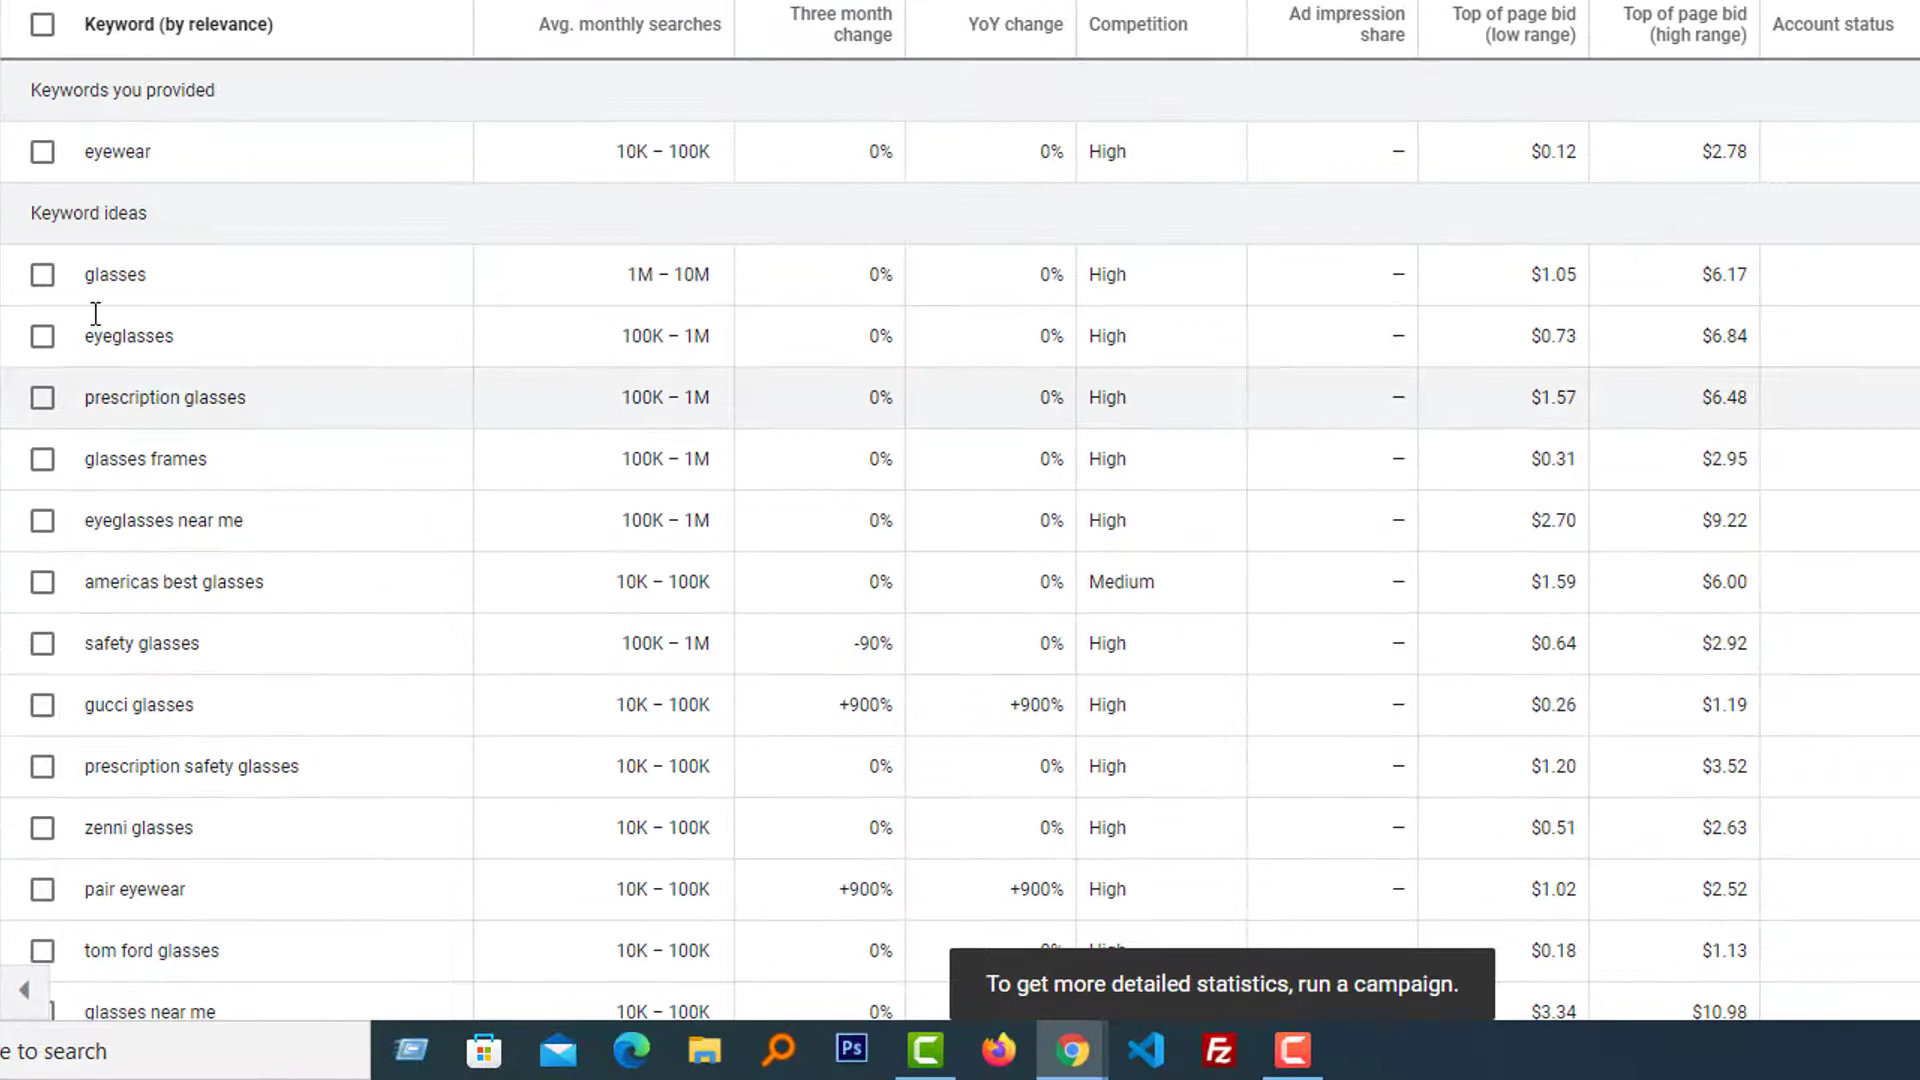 Keyword (by relevance) Avg. monthly searches Three month change YoY change Competition Ad impression share Top of page bid (low range) Top of page bid (high range) Account status
Keywords you provided
eyewear 10K – 100K 0% 0% High – $0.12 $2.78
Keyword ideas
glasses 1M – 10M 0% 0% High – $1.05 $6.17
eyeglasses 100K – 1M 0% 0% High – $0.73 $6.84
prescription glasses 100K – 1M 0% 0% High – $1.57 $6.48
glasses frames 100K – 1M 0% 0% High – $0.31 $2.95
eyeglasses near me 100K – 1M 0% 0% High – $2.70 $9.22
americas best glasses 10K – 100K 0% 0% Medium – $1.59 $6.00
safety glasses 100K – 1M -90% 0% High – $0.64 $2.92
gucci glasses 10K – 100K +900% +900% High – $0.26 $1.19
prescription safety glasses 10K – 100K 0% 0% High – $1.20 $3.52
zenni glasses 10K – 100K 0% 0% High – $0.51 $2.63
pair eyewear 10K – 100K +900% +900% High – $1.02 $2.52
tom ford glasses 10K – 100K 0% $0.18 $1.13
To get more detailed statistics, run a campaign.
glasses near me 10K – 100K 0% $3.34 $10.98
e to search
Ps
Fz